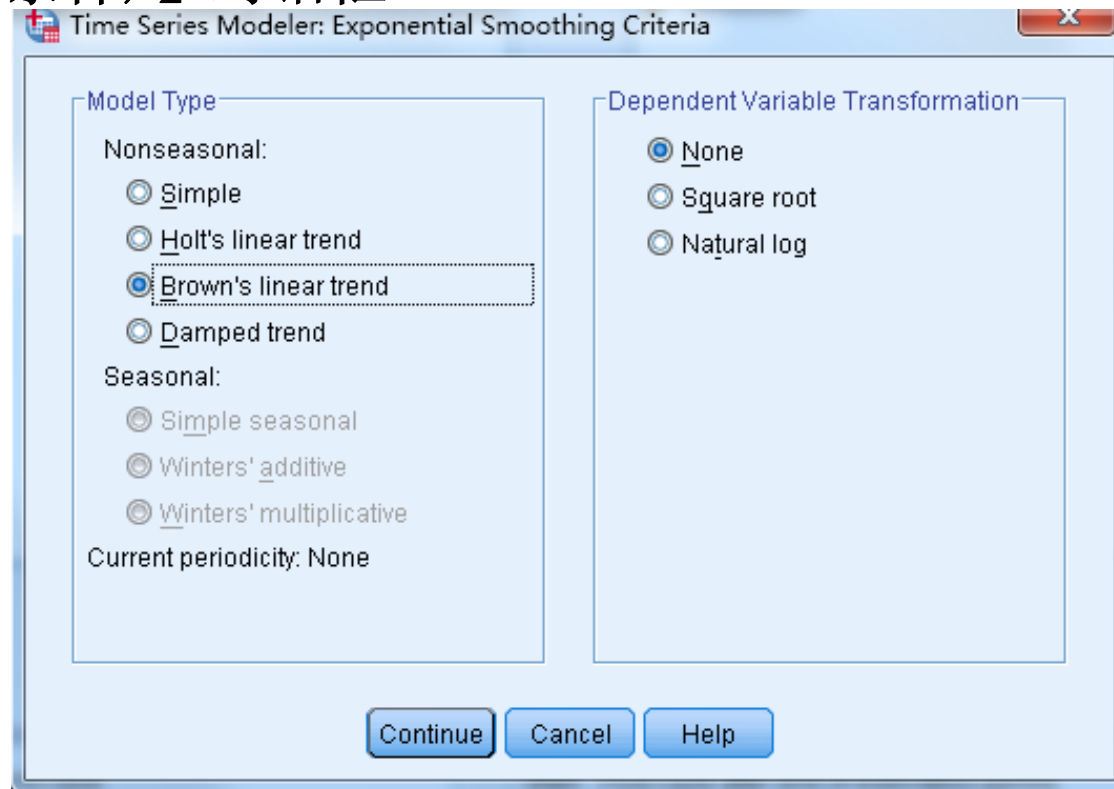 Time Series Modeler: Exponential Smoothing Criteria
Model Type
Nonseasonal:
Simple
Holt's linear trend
Brown's linear trend
Damped trend
Seasonal:
Simple seasonal
Winters' additive
Winters' multiplicative
Current periodicity: None
Dependent Variable Transformation
None
Square root
Natural log
Continue
Cancel
Help